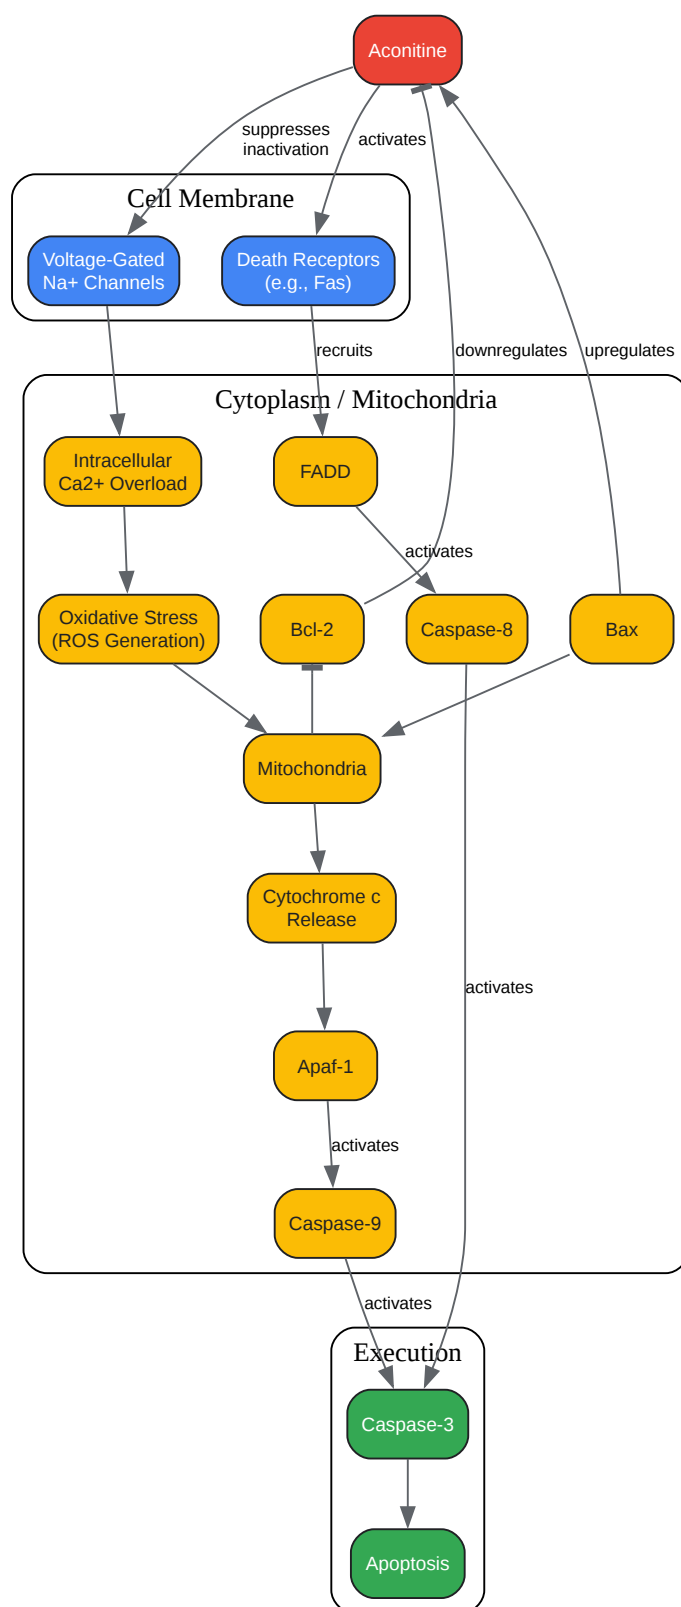 Aconitine
suppresses
inactivation
activates
Cell Membrane
Voltage-Gated
Na+ Channels
Death Receptors
(e.g., Fas)
recruits
downregulates
upregulates
Cytoplasm / Mitochondria
Intracellular
Ca2+ Overload
FADD
activates
Oxidative Stress
(ROS Generation)
Bcl-2
Caspase-8
Bax
Mitochondria
Cytochrome c
Release
activates
Apaf-1
activates
Caspase-9
activates
Execution
Caspase-3
Apoptosis